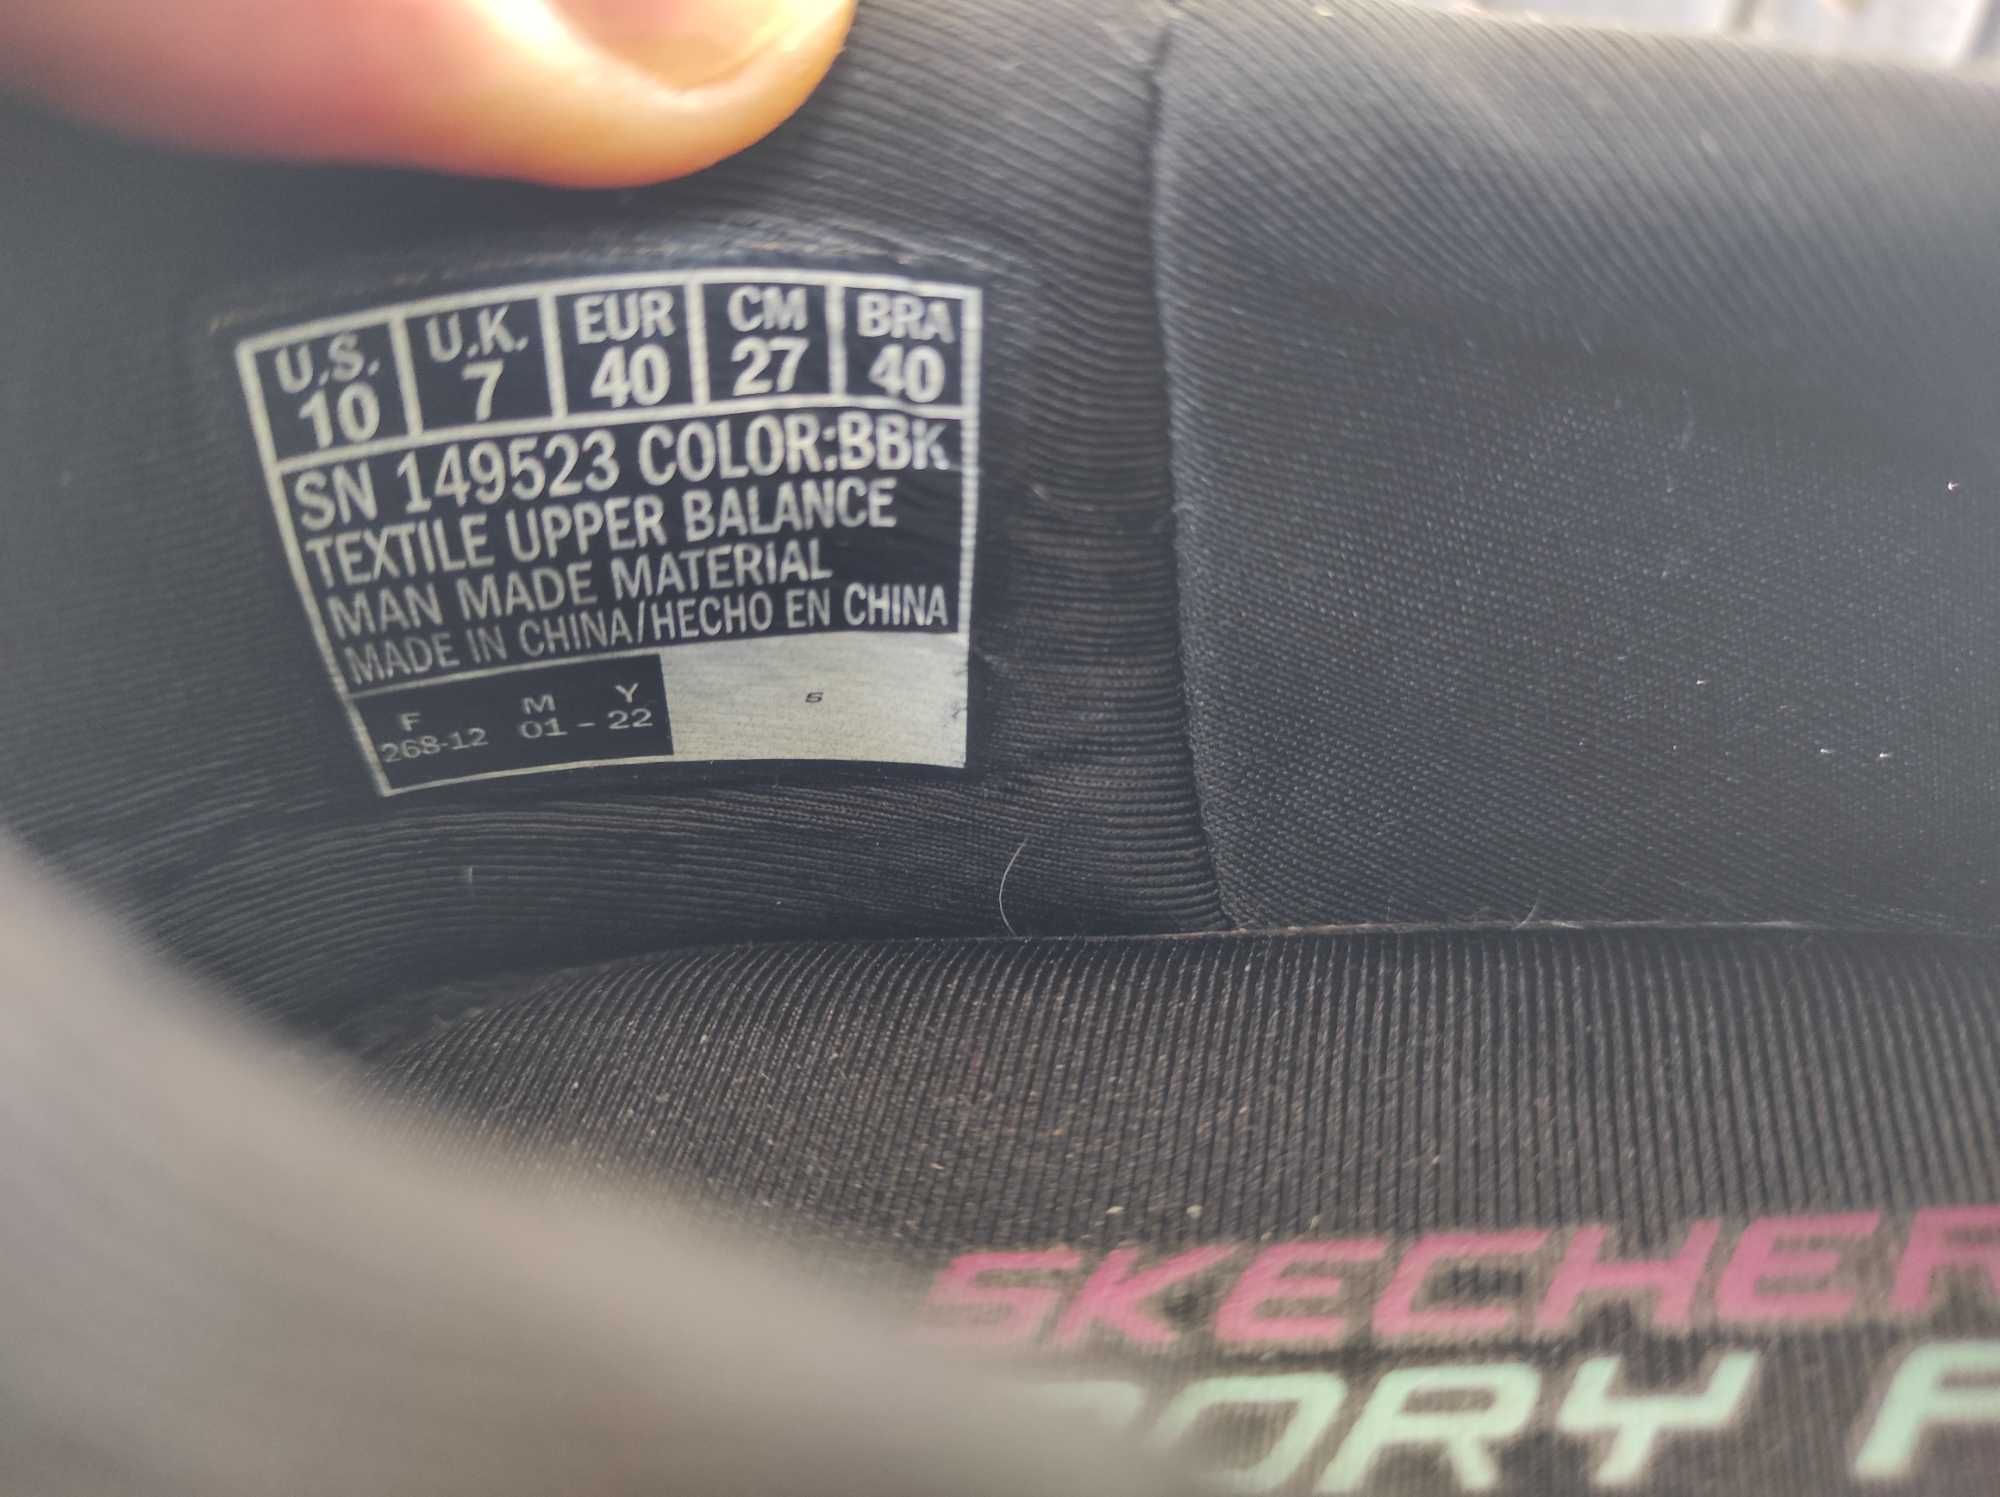 U.S. U.K. EUR CM BRA
10 7 40 27 40
SN 149523 COLOR:BBK
TEXTILE UPPER BALANCE
MAN MADE MATERIAL
MADE IN CHINA/HECHO EN CHINA
F M Y
268-12 01 - 22
5
SKECHER
ORY F